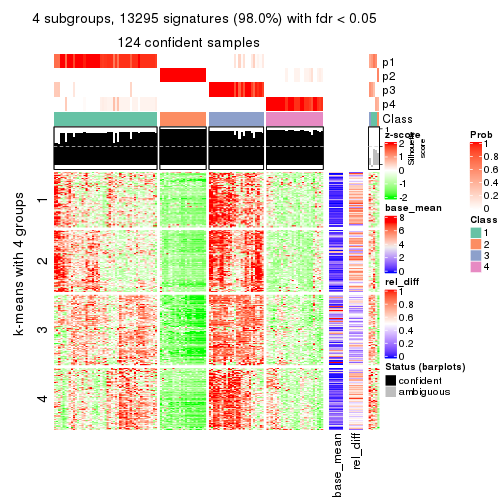 4 subgroups, 13295 signatures (98.0%) with fdr < 0.05
124 confident samples
p1
p2
p3
p4
Class
1
Silhouette score
z-score
2
1
0
-1
-2
Prob
1
0.8
0.6
0.4
0.2
0
base_mean
8
6
4
2
0
Class
1
2
3
4
rel_diff
1
0.8
0.6
0.4
0.2
0
Status (barplots)
confident
ambiguous
k-means with 4 groups
1
2
3
4
base_mean
rel_diff